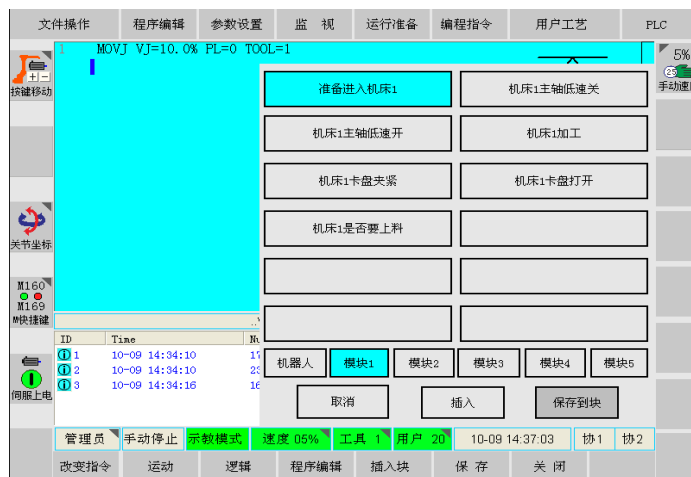 文件操作 程序编辑 参数设置 监 视 运行准备 编程指令 用户工艺 PLC
1 MOVJ VJ=10.0% PL=0 TOOL=1
5%
25
按键移动
手动速
准备进入机床1 机床1主轴低速关
机床1主轴低速开 机床1加工
机床1卡盘夹紧 机床1卡盘打开
关节坐标
机床1是否要上料
M160
M169
M快捷键
ID Time
1 10-09 14:34:10
2 10-09 14:34:10
3 10-09 14:34:16
伺服上电
机器人 模块1 模块2 模块3 模块4 模块5
取消 插入 保存到块
管理员 手动停止 示教模式 速度 05% 工具 1 用户 20 10-09 14:37:03 协1 协2
改变指令 运动 逻辑 程序编辑 插入块 保 存 关 闭